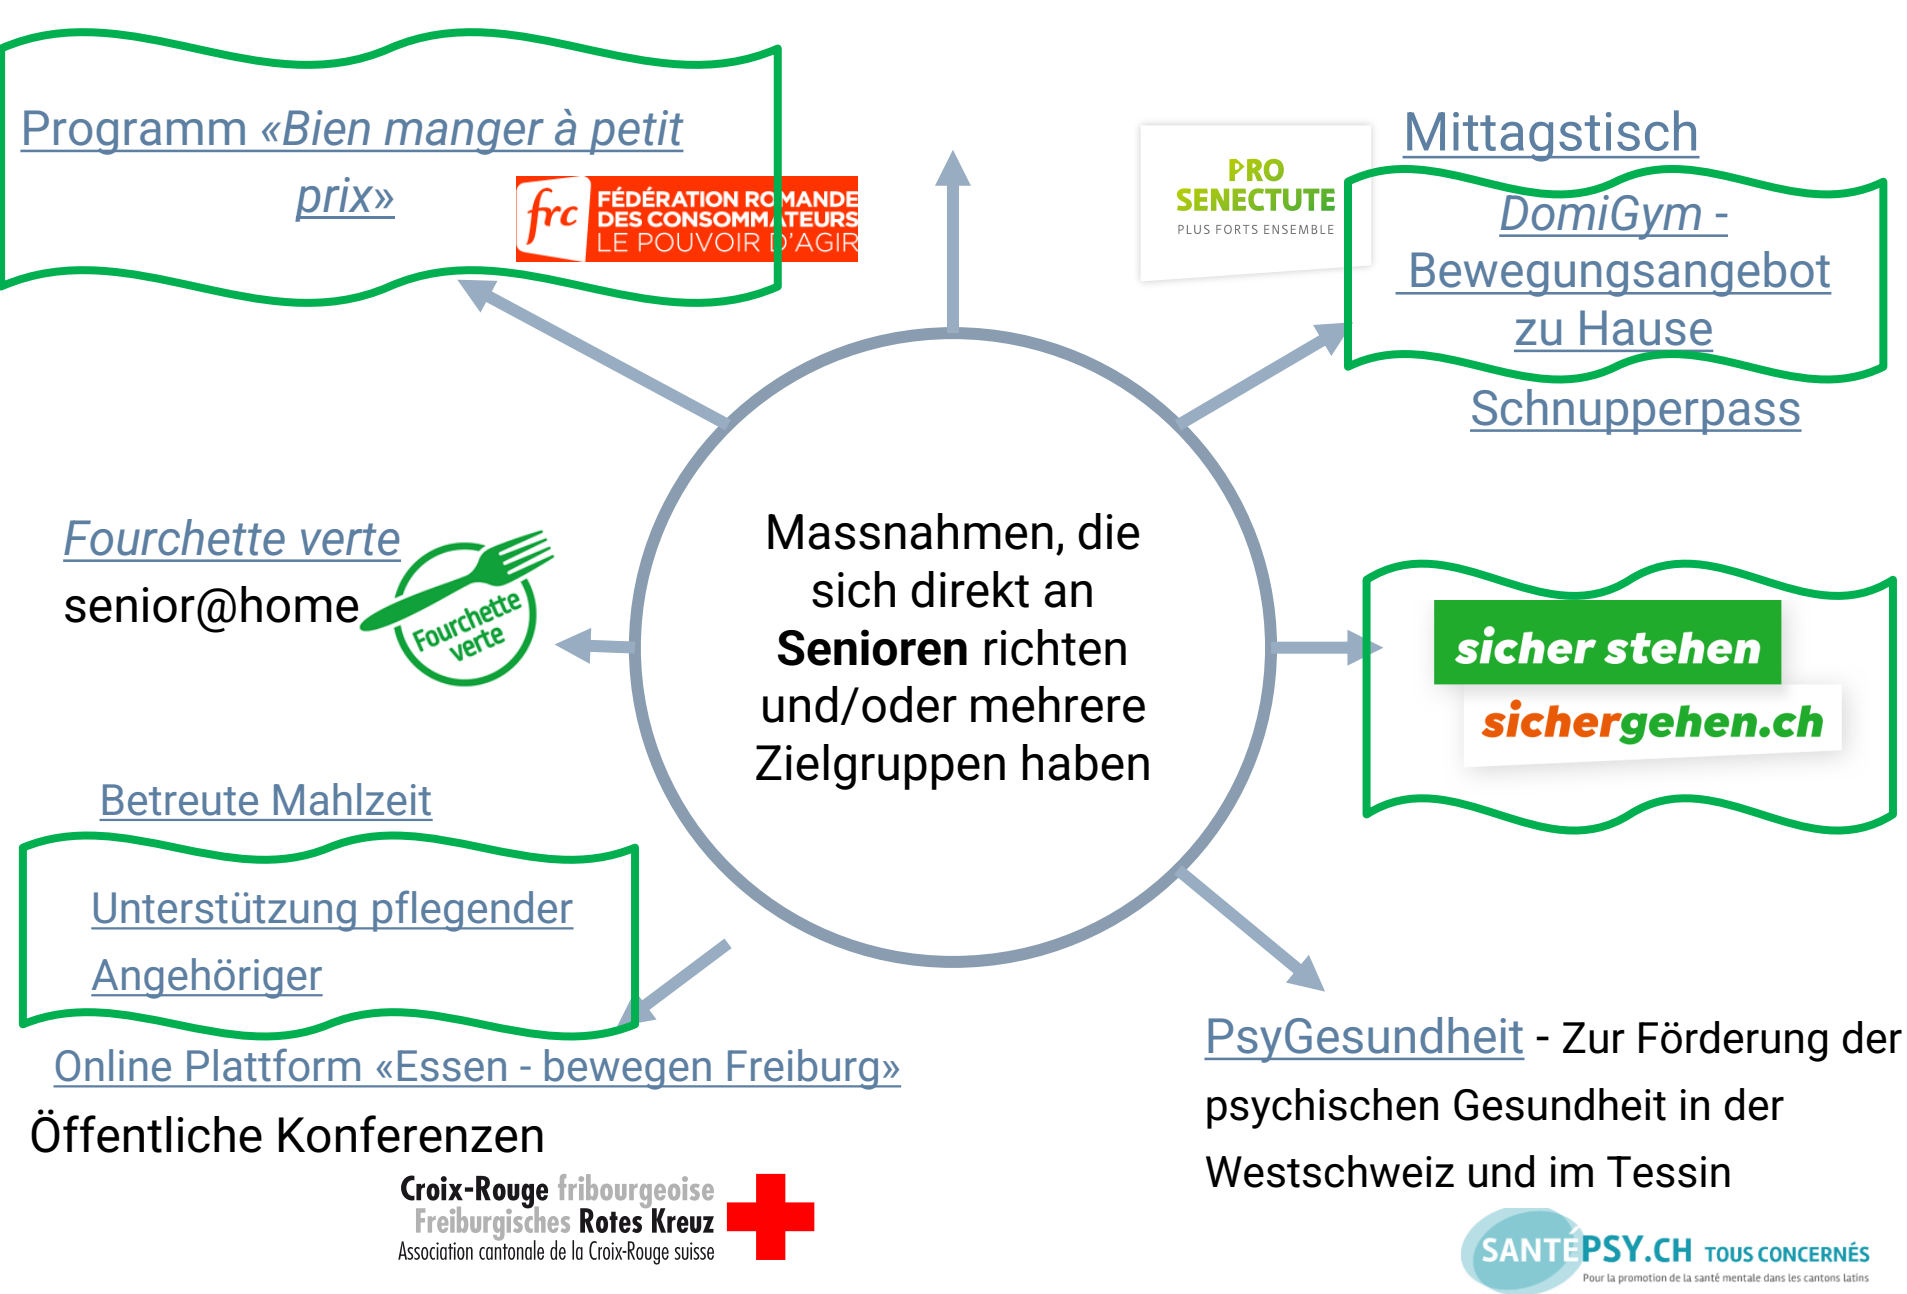 Programm «Bien manger à petit
prix»
frc
FÉDÉRATION ROMANDE
DES CONSOMMATEURS
LE POUVOIR D'AGIR
PRO
SENECTUTE
PLUS FORTS ENSEMBLE
Mittagstisch
DomiGym -
Bewegungsangebot
zu Hause
Schnupperpass
Fourchette verte
senior@home
Fourchette
verte
Massnahmen, die
sich direkt an
Senioren richten
und/oder mehrere
Zielgruppen haben
sicher stehen
sichergehen.ch
Betreute Mahlzeit
Unterstützung pflegender
Angehöriger
Online Plattform «Essen - bewegen Freiburg»
Öffentliche Konferenzen
Croix-Rouge fribourgeoise
Freiburgisches Rotes Kreuz
Association cantonale de la Croix-Rouge suisse
PsyGesundheit - Zur Förderung der
psychischen Gesundheit in der
Westschweiz und im Tessin
SANTÉPSY.CH TOUS CONCERNÉS
Pour la promotion de la santé mentale dans les cantons latins